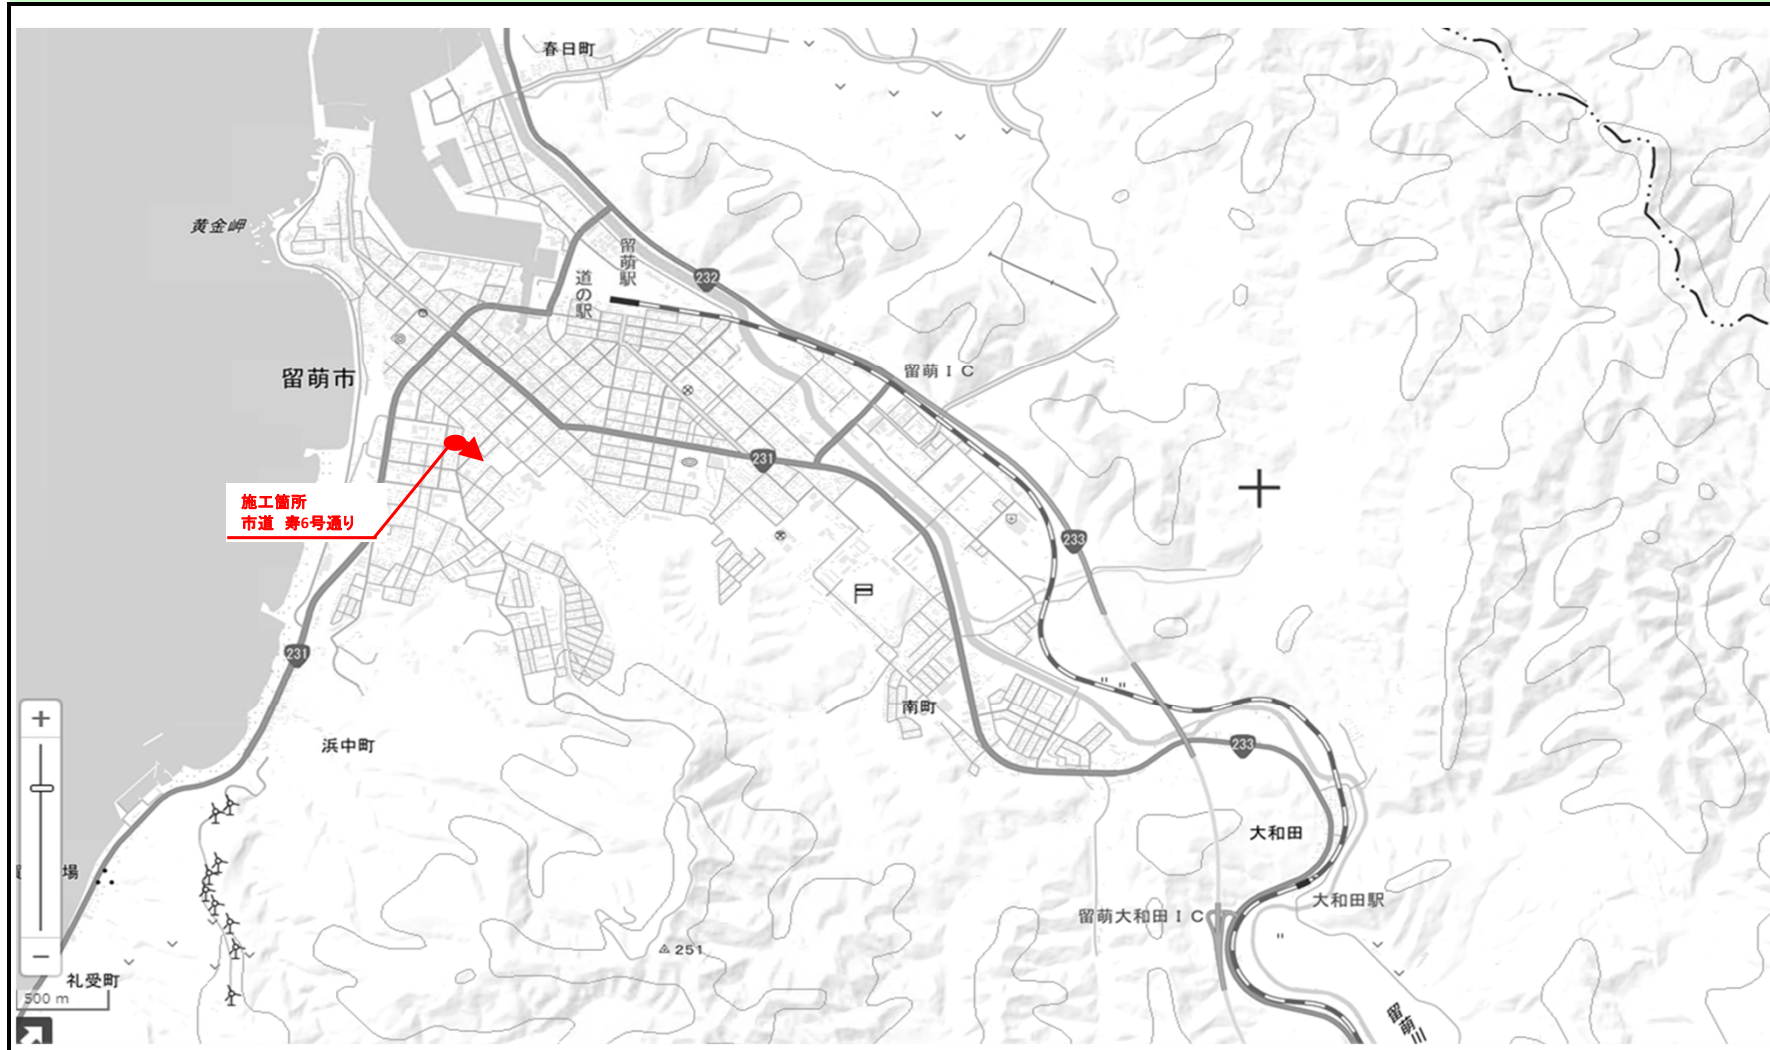 春日町
黄金岬
留萌駅
道の駅
232
留萌IC
留萌市
231
施工箇所
市道 寿6号通り
233
231
南町
浜中町
233
大和田
場
大和田駅
留萌大和田IC
251
礼受町
500 m
留萌川